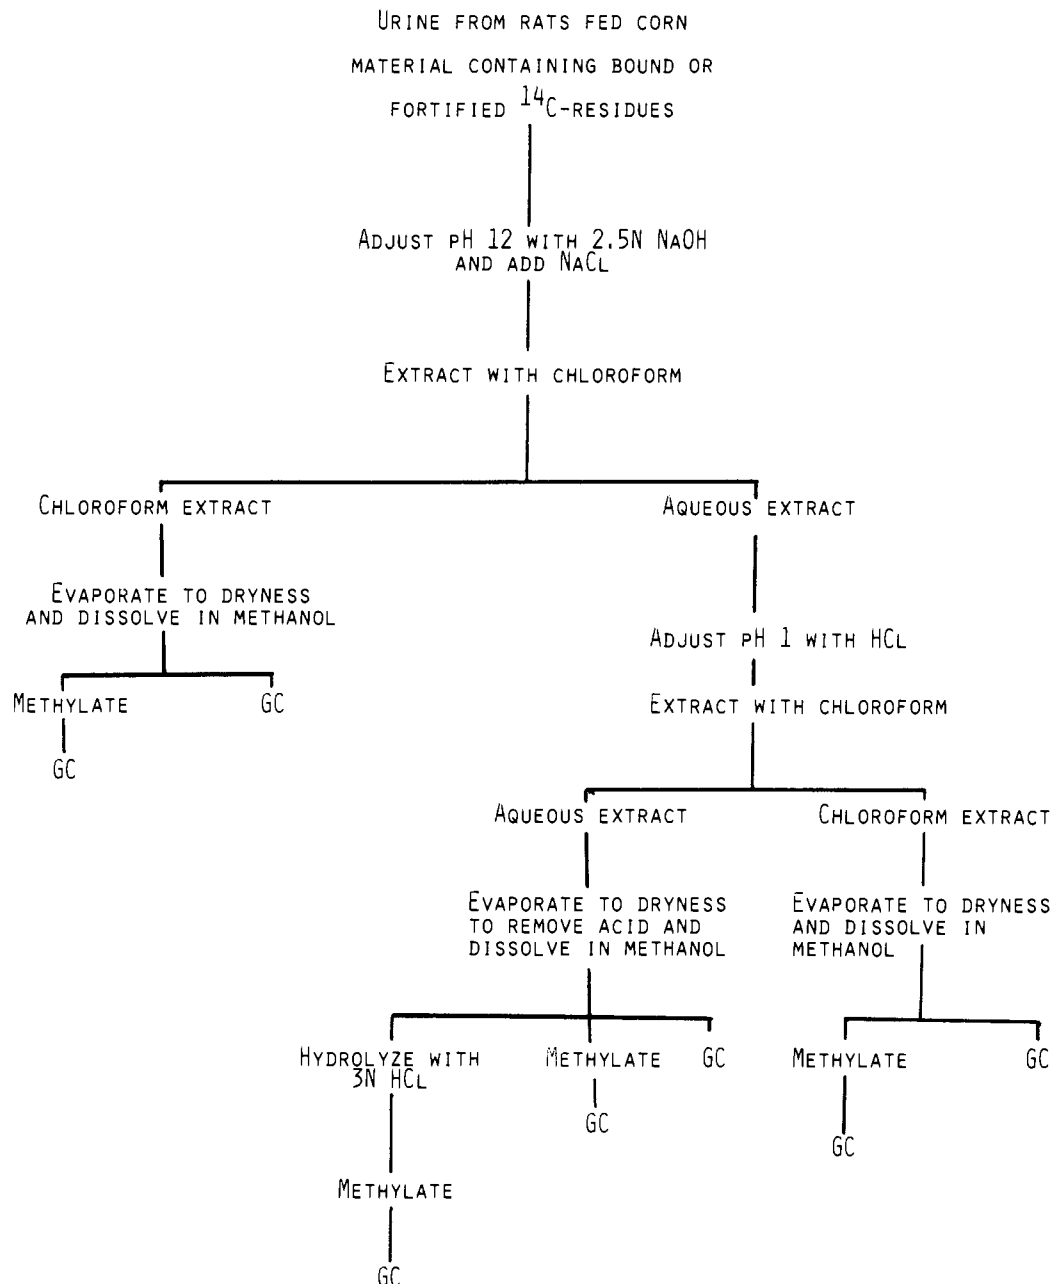 URINE FROM RATS FED CORN
MATERIAL CONTAINING BOUND OR
FORTIFIED ¹⁴C-RESIDUES
ADJUST PH 12 WITH 2.5N NAOH
AND ADD NACL
EXTRACT WITH CHLOROFORM
CHLOROFORM EXTRACT
AQUEOUS EXTRACT
EVAPORATE TO DRYNESS
AND DISSOLVE IN METHANOL
ADJUST PH 1 WITH HCL
METHYLATE
GC
EXTRACT WITH CHLOROFORM
GC
AQUEOUS EXTRACT
CHLOROFORM EXTRACT
EVAPORATE TO DRYNESS
TO REMOVE ACID AND
DISSOLVE IN METHANOL
EVAPORATE TO DRYNESS
AND DISSOLVE IN
METHANOL
HYDROLYZE WITH
3N HCL
METHYLATE
GC
METHYLATE
GC
GC
GC
METHYLATE
GC